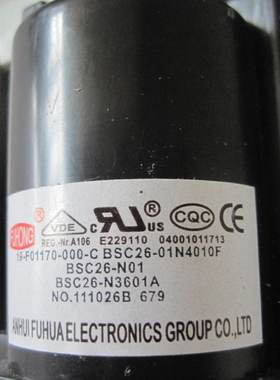 FUHONG ® VDE c RU us ® CQC CE
REG.-Nr.A106 E229110 04001011713
19-F01170-000-C BSC26-01N4010F
BSC26-N01
BSC26-N3601A
NO.111026B 679
ANHUI FUHUA ELECTRONICS GROUP CO.,LTD